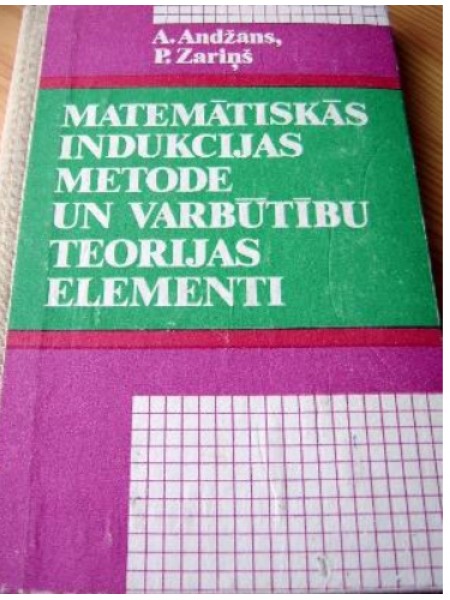 A. Andžans,
P. Zariņš
MATEMĀTISKĀS
INDUKCIJAS
METODE
UN VARBŪTĪBU
TEORIJAS
ELEMENTI